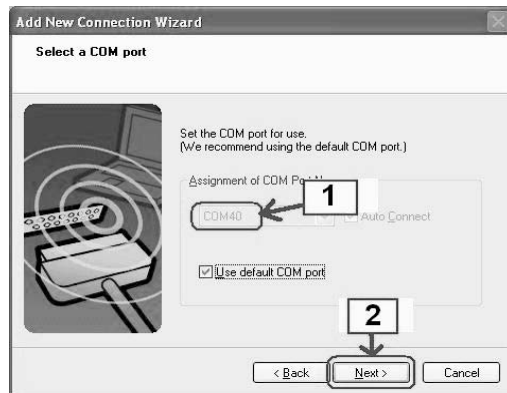 Add New Connection Wizard
Select a COM port
Set the COM port for use.
(We recommend using the default COM port.)
Assignment of COM Po
1
COM40
Auto Connect
Use default COM port
2
< Back
Next >
Cancel